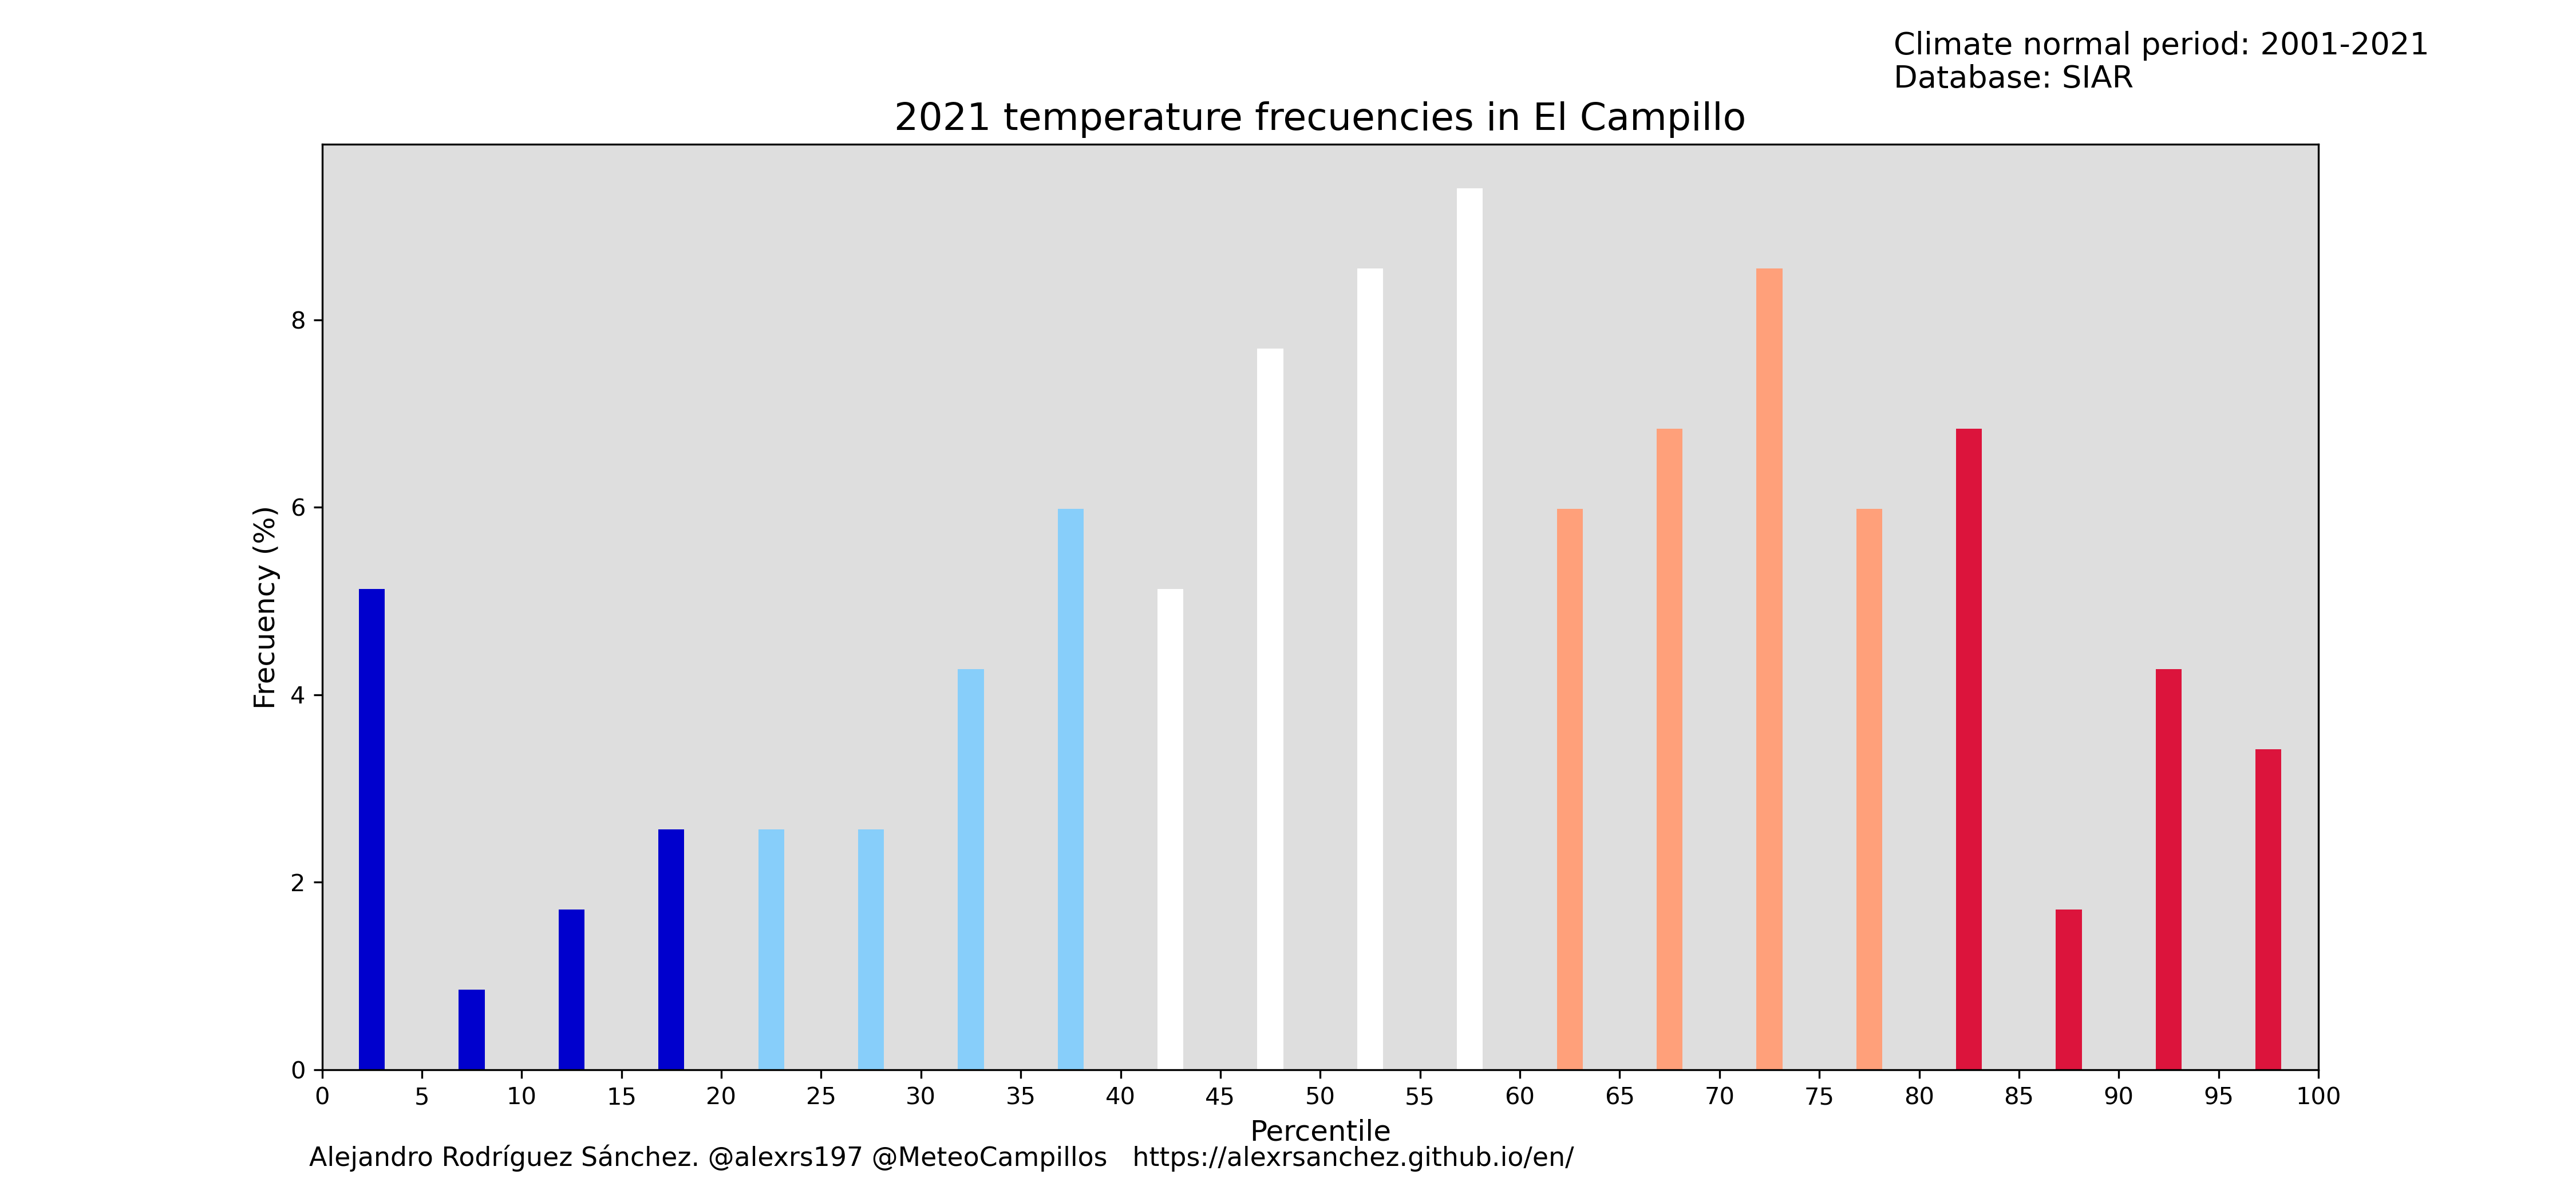 Climate normal period: 2001-2021
Database: SIAR
2021 temperature frecuencies in El Campillo
Frecuency (%)
8
6
4
2
0
0 5 10 15 20 25 30 35 40 45 50 55 60 65 70 75 80 85 90 95 100
Percentile
Alejandro Rodríguez Sánchez. @alexrs197 @MeteoCampillos https://alexrsanchez.github.io/en/